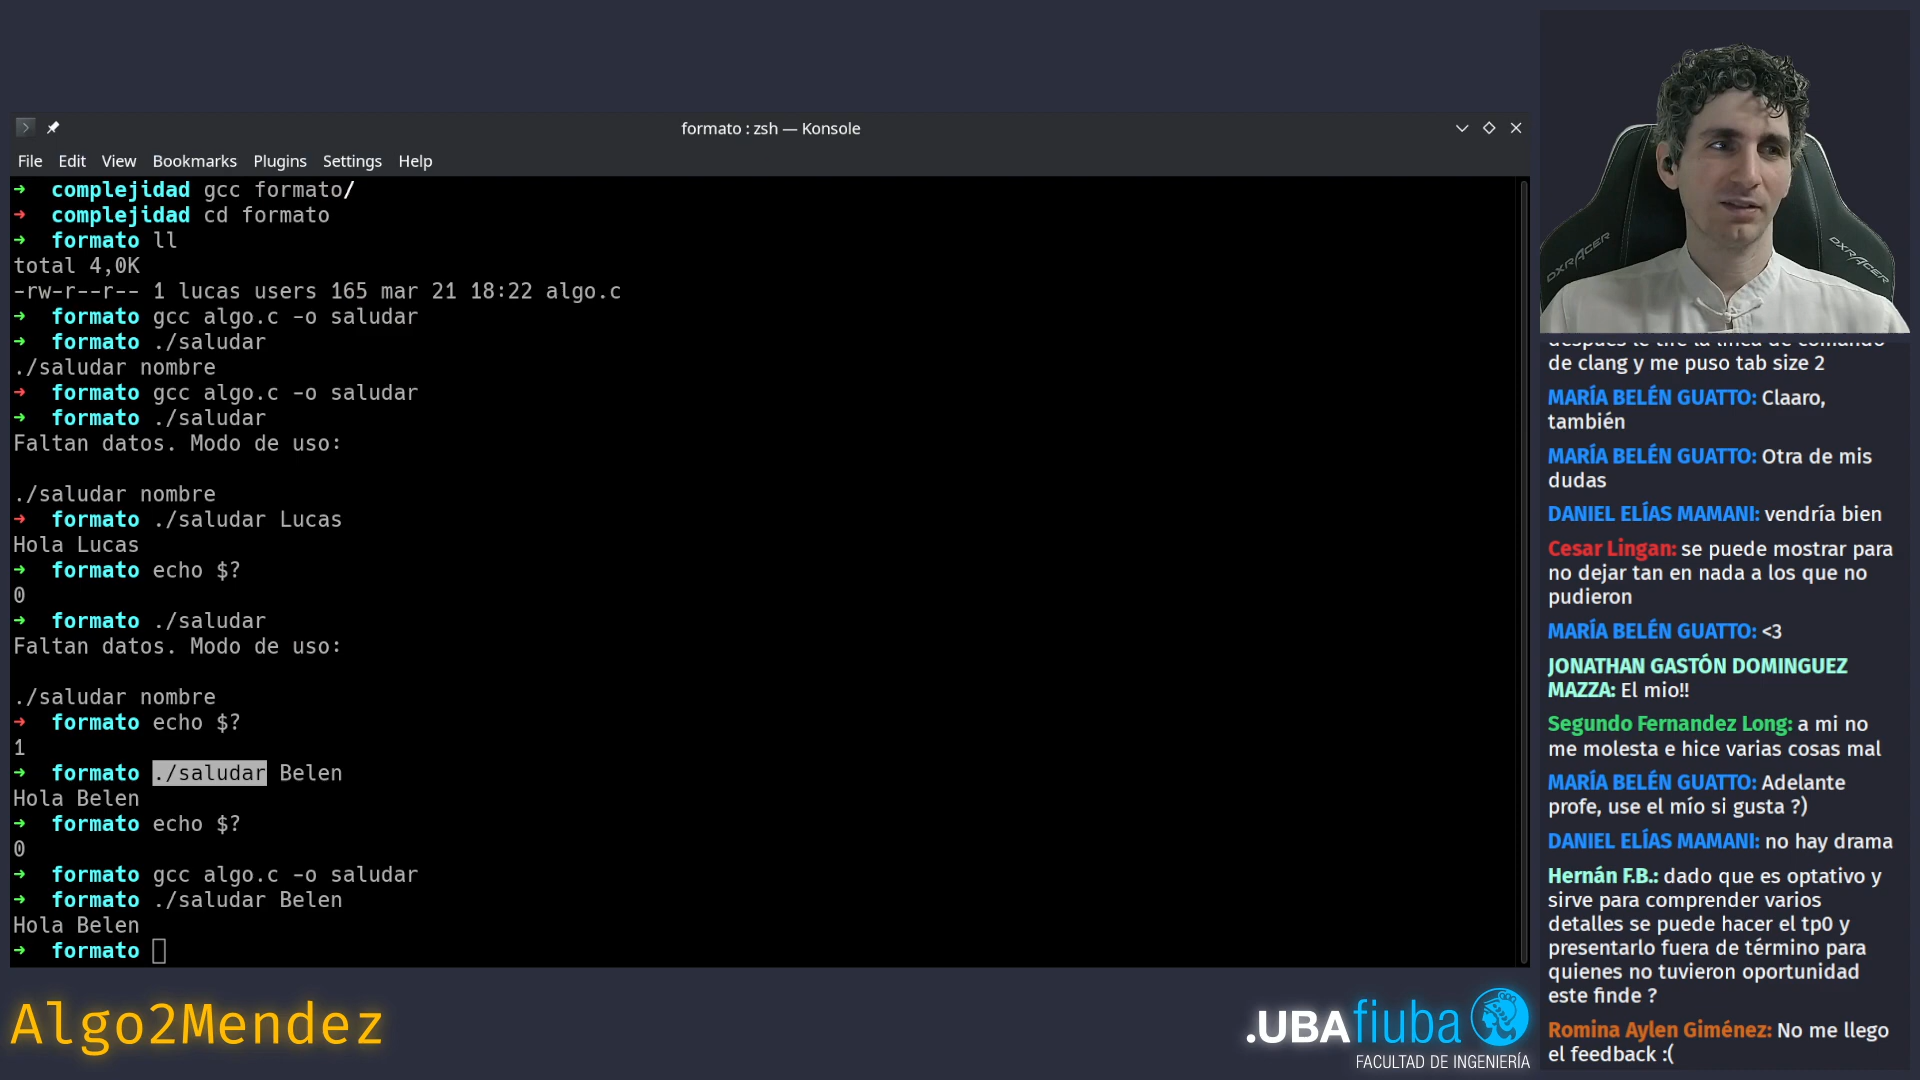 formato : zsh — Konsole
File Edit View Bookmarks Plugins Settings Help
➜ complejidad gcc formato/
➜ complejidad cd formato
➜ formato ll
total 4,0K
-rw-r--r-- 1 lucas users 165 mar 21 18:22 algo.c
➜ formato gcc algo.c -o saludar
➜ formato ./saludar
./saludar nombre
➜ formato gcc algo.c -o saludar
➜ formato ./saludar
Faltan datos. Modo de uso:
./saludar nombre
➜ formato ./saludar Lucas
Hola Lucas
➜ formato echo $?
0
➜ formato ./saludar
Faltan datos. Modo de uso:
./saludar nombre
➜ formato echo $?
1
➜ formato ./saludar Belen
Hola Belen
➜ formato echo $?
0
➜ formato gcc algo.c -o saludar
➜ formato ./saludar Belen
Hola Belen
➜ formato
DXRACER
DXRACER
despues le tire la linea de comando
de clang y me puso tab size 2
MARÍA BELÉN GUATTO: Claaro,
también
MARÍA BELÉN GUATTO: Otra de mis
dudas
DANIEL ELÍAS MAMANI: vendría bien
Cesar Lingan: se puede mostrar para
no dejar tan en nada a los que no
pudieron
MARÍA BELÉN GUATTO: <3
JONATHAN GASTÓN DOMINGUEZ
MAZZA: El mio!!
Segundo Fernandez Long: a mi no
me molesta e hice varias cosas mal
MARÍA BELÉN GUATTO: Adelante
profe, use el mío si gusta ?)
DANIEL ELÍAS MAMANI: no hay drama
Hernán F.B.: dado que es optativo y
sirve para comprender varios
detalles se puede hacer el tp0 y
presentarlo fuera de término para
quienes no tuvieron oportunidad
este finde ?
Romina Aylen Giménez: No me llego
el feedback :(
Algo2Mendez
.UBAfiuba
FACULTAD DE INGENIERÍA